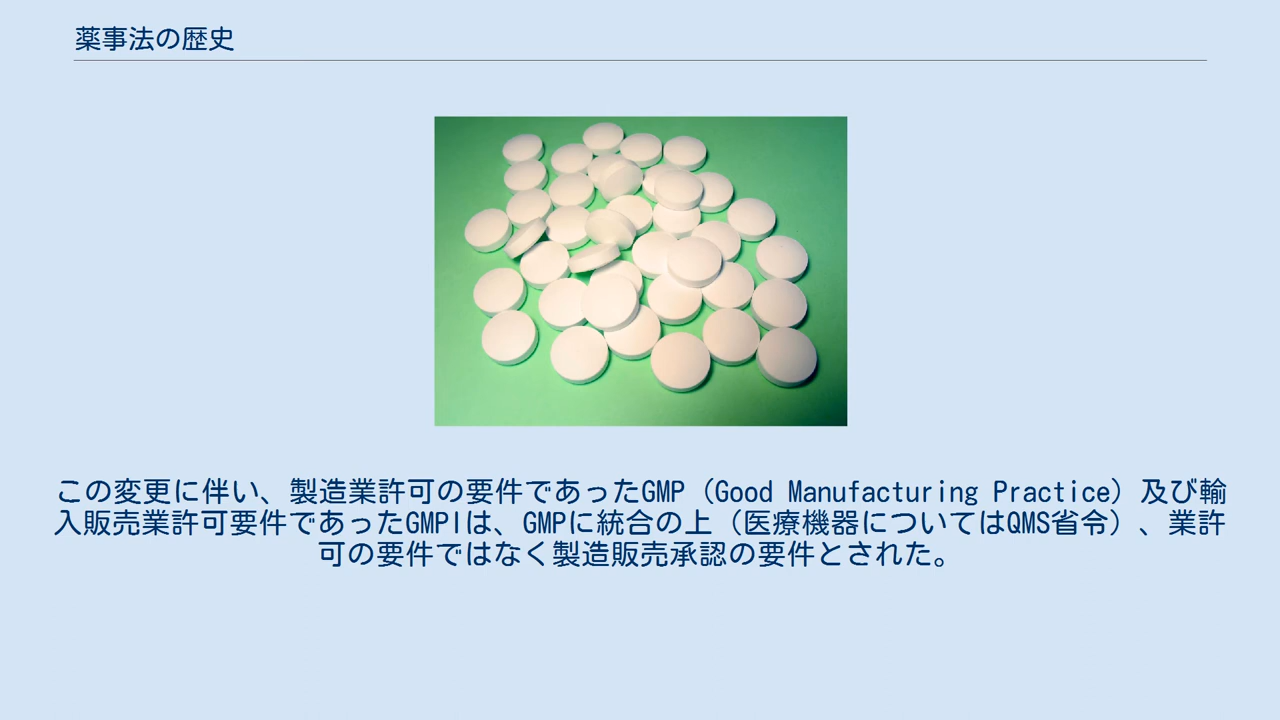 薬事法の歴史
この変更に伴い、製造業許可の要件であったGMP（Good Manufacturing Practice）及び輸
入販売業許可要件であったGMPIは、GMPに統合の上（医療機器についてはQMS省令）、業許
可の要件ではなく製造販売承認の要件とされた。